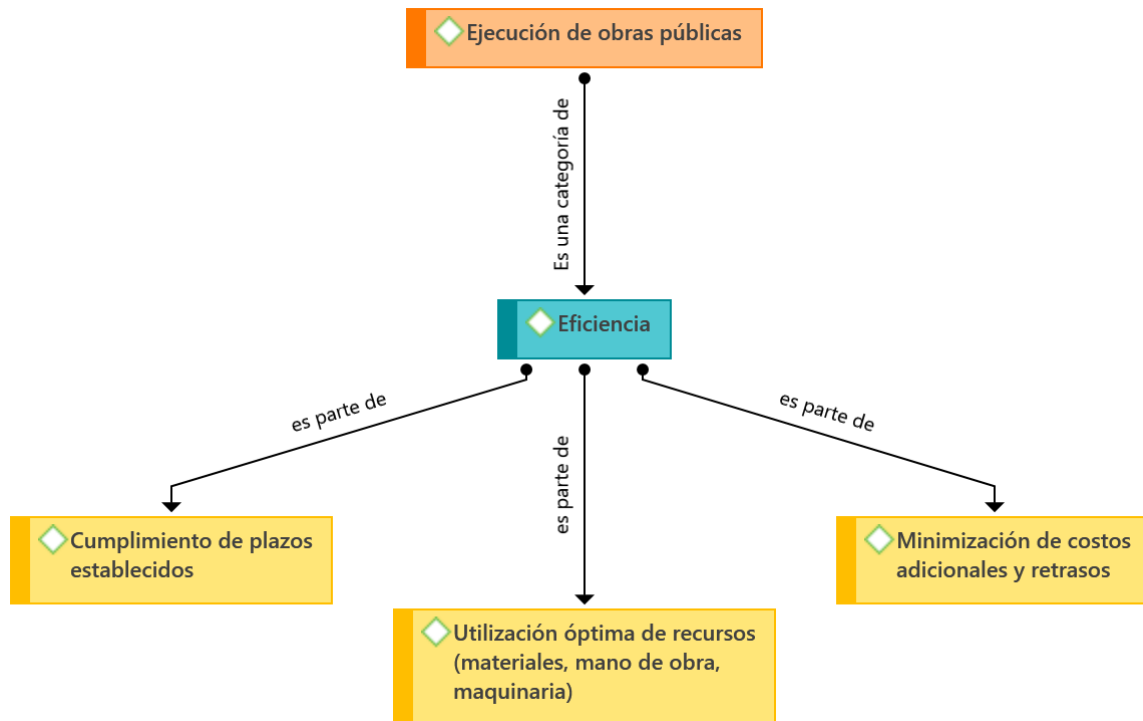 Ejecución de obras públicas
Es una categoría de
Eficiencia
es parte de
es parte de
es parte de
Cumplimiento de plazos
establecidos
Utilización óptima de recursos
(materiales, mano de obra,
maquinaria)
Minimización de costos
adicionales y retrasos